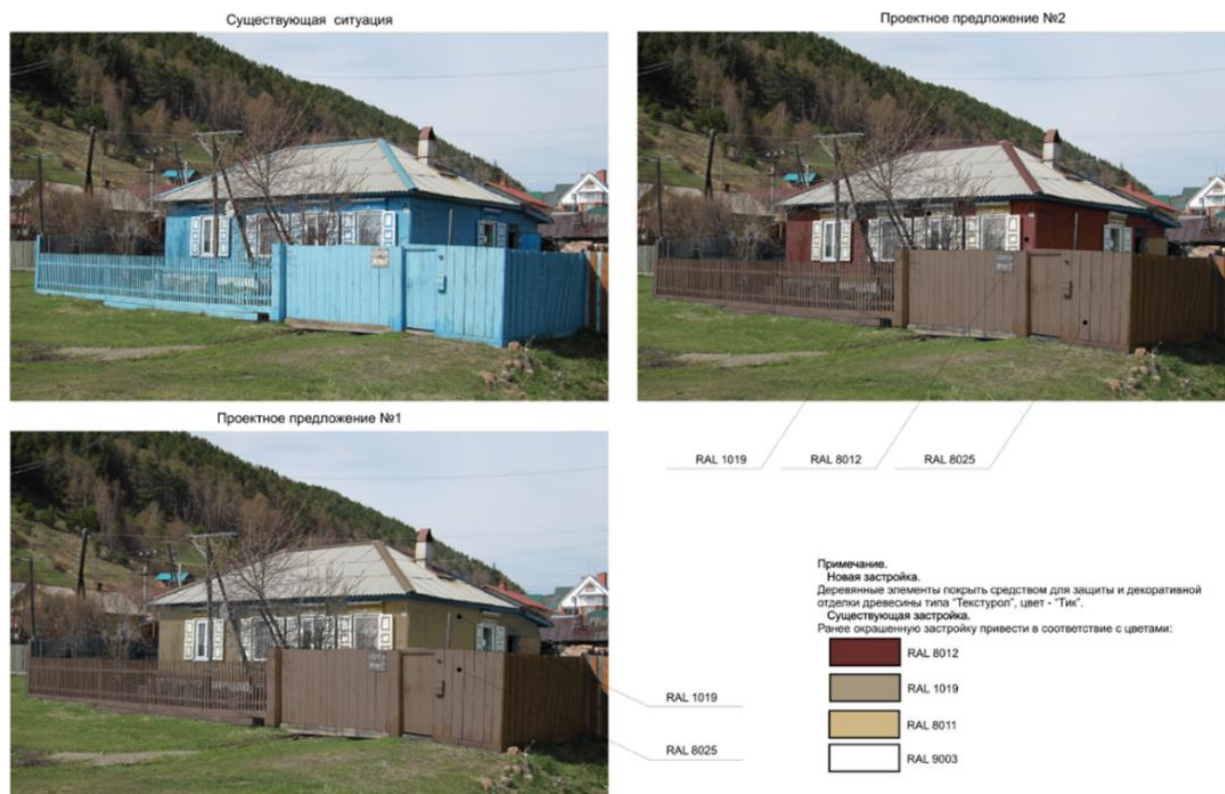 Существующая ситуация
Проектное предложение №2
Проектное предложение №1
RAL 1019
RAL 8012
RAL 8025
RAL 1019
RAL 8025
Примечание.
Новая застройка.
Деревянные элементы покрыть средством для защиты и декоративной
отделки древесины типа "Текстурол", цвет - "Тик".
Существующая застройка.
Ранее окрашенную застройку привести в соответствие с цветами:
RAL 8012
RAL 1019
RAL 8011
RAL 9003